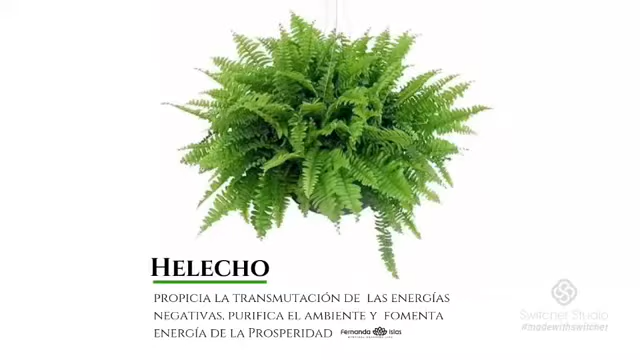 Helecho
propicia la transmutación de las energías
negativas, purifica el ambiente y fomenta
energía de la Prosperidad
Fernanda Islas
Switcher Studio
#madewithswitcher